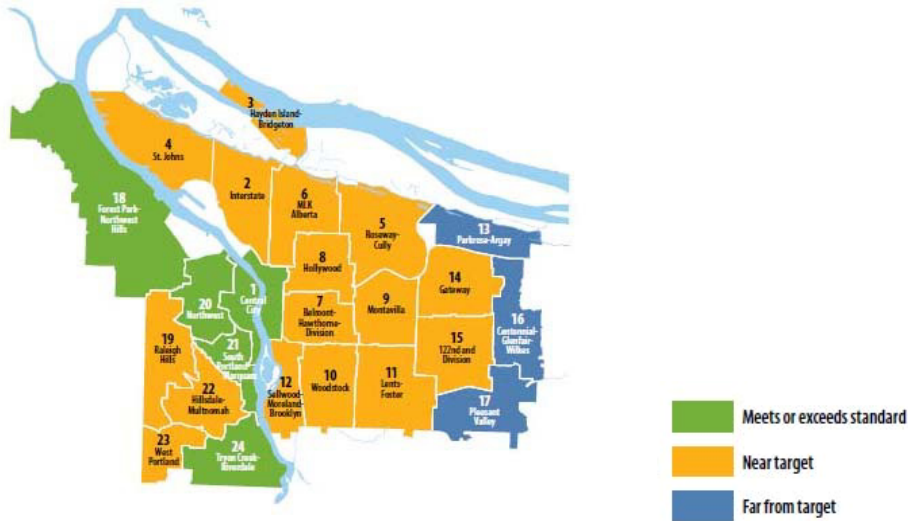 3
Hayden Island-
Bridgeton
4
St. Johns
2
Interstate
6
MLK
Alberta
5
Roseway-
Cully
18
Forest Park-
Northwest
Hills
13
Parkrose-Argay
8
Hollywood
14
Gateway
1
Central
City
20
Northwest
7
Belmont-
Hawthorne-
Division
9
Montavilla
16
Centennial-
Glenfair-
Wilkes
19
Raleigh
Hills
21
South
Portland-
Marquam
15
122nd and
Division
22
Hillsdale-
Multnomah
12
Sellwood-
Moreland-
Brooklyn
10
Woodstock
11
Lents-
Foster
17
Pleasant
Valley
23
West
Portland
24
Tryon Creek-
Riverdale
Meets or exceeds standard
Near target
Far from target